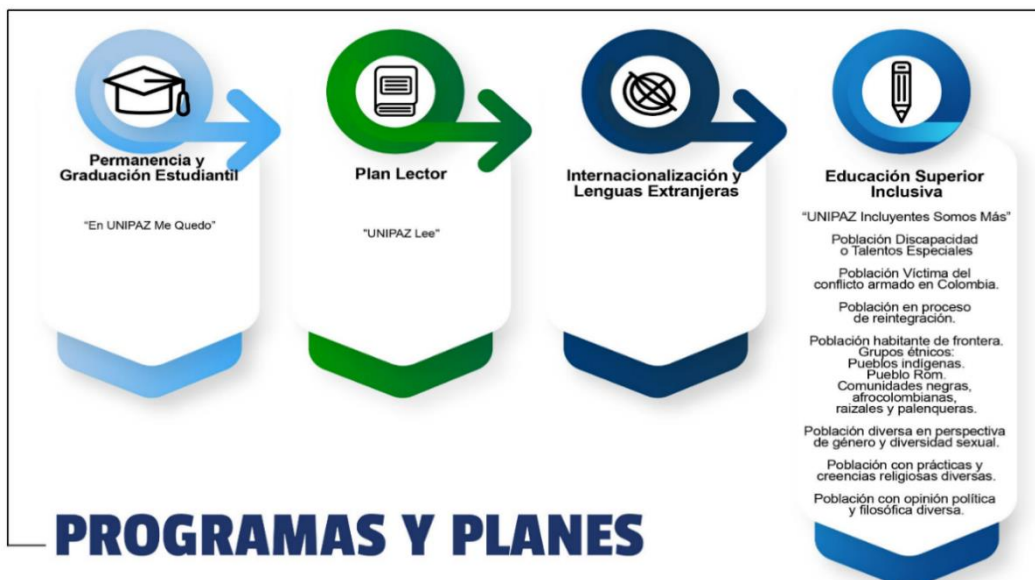 Permanencia y
Graduación Estudiantil
“En UNIPAZ Me Quedo”
Plan Lector
"UNIPAZ Lee"
Internacionalización y
Lenguas Extranjeras
Educación Superior
Inclusiva
“UNIPAZ Incluyentes Somos Más”
Población Discapacidad
o Talentos Especiales
Población Víctima del
conflicto armado en Colombia.
Población en proceso
de reintegración.
Población habitante de frontera.
Grupos étnicos:
Pueblos indígenas.
Pueblo Rom.
Comunidades negras,
afrocolombianas,
raizales y palenqueras.
Población diversa en perspectiva
de género y diversidad sexual.
Población con prácticas y
creencias religiosas diversas.
Población con opinión política
y filosófica diversa.
PROGRAMAS Y PLANES